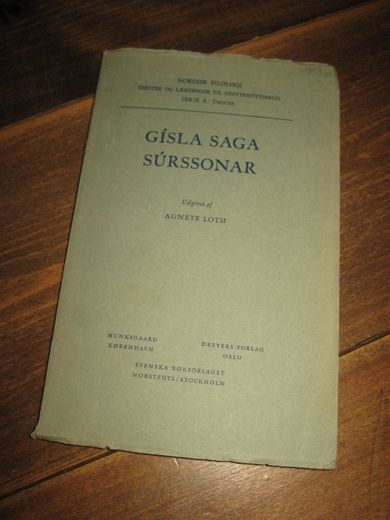 NORDISK FILOLOGI
TEKSTER OG LÆREBØGER TIL UNIVERSITETSBRUG
SERIE A: TEKSTER
GÍSLA SAGA
SÚRSSONAR
Udgivet af
AGNETE LOTH
MUNKSGAARD
KØBENHAVN
DREYERS FORLAG
OSLO
SVENSKA BOKFÖRLAGET
NORSTEDTS/STOCKHOLM